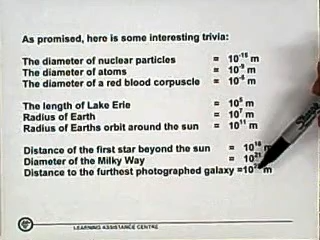 As promised, here is some interesting trivia:
The diameter of nuclear particles = 10⁻¹⁵ m
The diameter of atoms = 10⁻⁹ m
The diameter of a red blood corpuscle = 10⁻⁶ m
The length of Lake Erie = 10⁶ m
Radius of Earth = 10⁷ m
Radius of Earths orbit around the sun = 10¹¹ m
Distance of the first star beyond the sun = 10¹⁶ m
Diameter of the Milky Way = 10²¹
Distance to the furthest photographed galaxy = m
LEARNING ASSISTANCE CENTRE
Sharpie